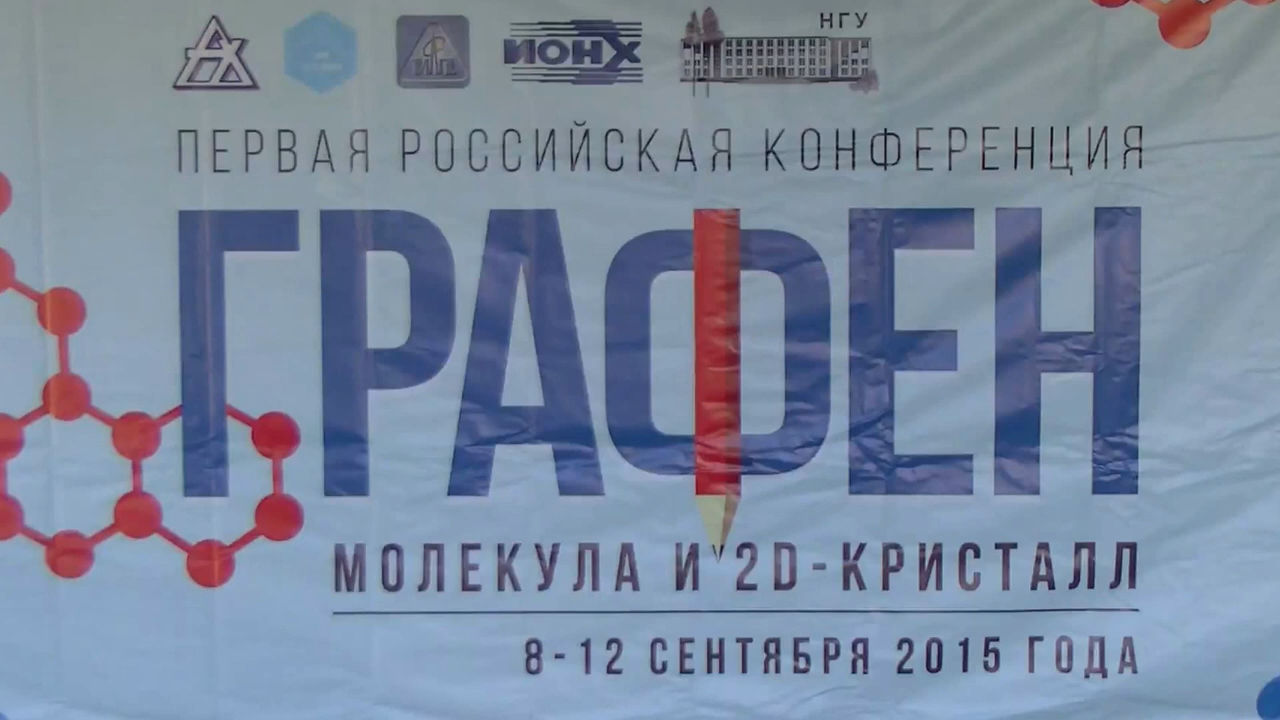 ИОНХ
НГУ
ПЕРВАЯ РОССИЙСКАЯ КОНФЕРЕНЦИЯ
ГРАФЕН
МОЛЕКУЛА И 2D-КРИСТАЛЛ
8-12 СЕНТЯБРЯ 2015 ГОДА